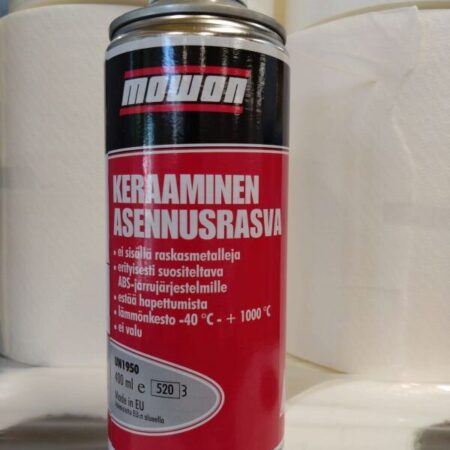 mowon
KERAAMINEN
ASENNUSRASVA
• ei sisällä raskasmetalleja
• erityisesti suositeltava
ABS-jarrujärjestelmille
• estää hapettumista
• lämmönkesto -40 °C - + 1000 °C
• ei valu
UN1950
400 ml e 520 3
Made in EU